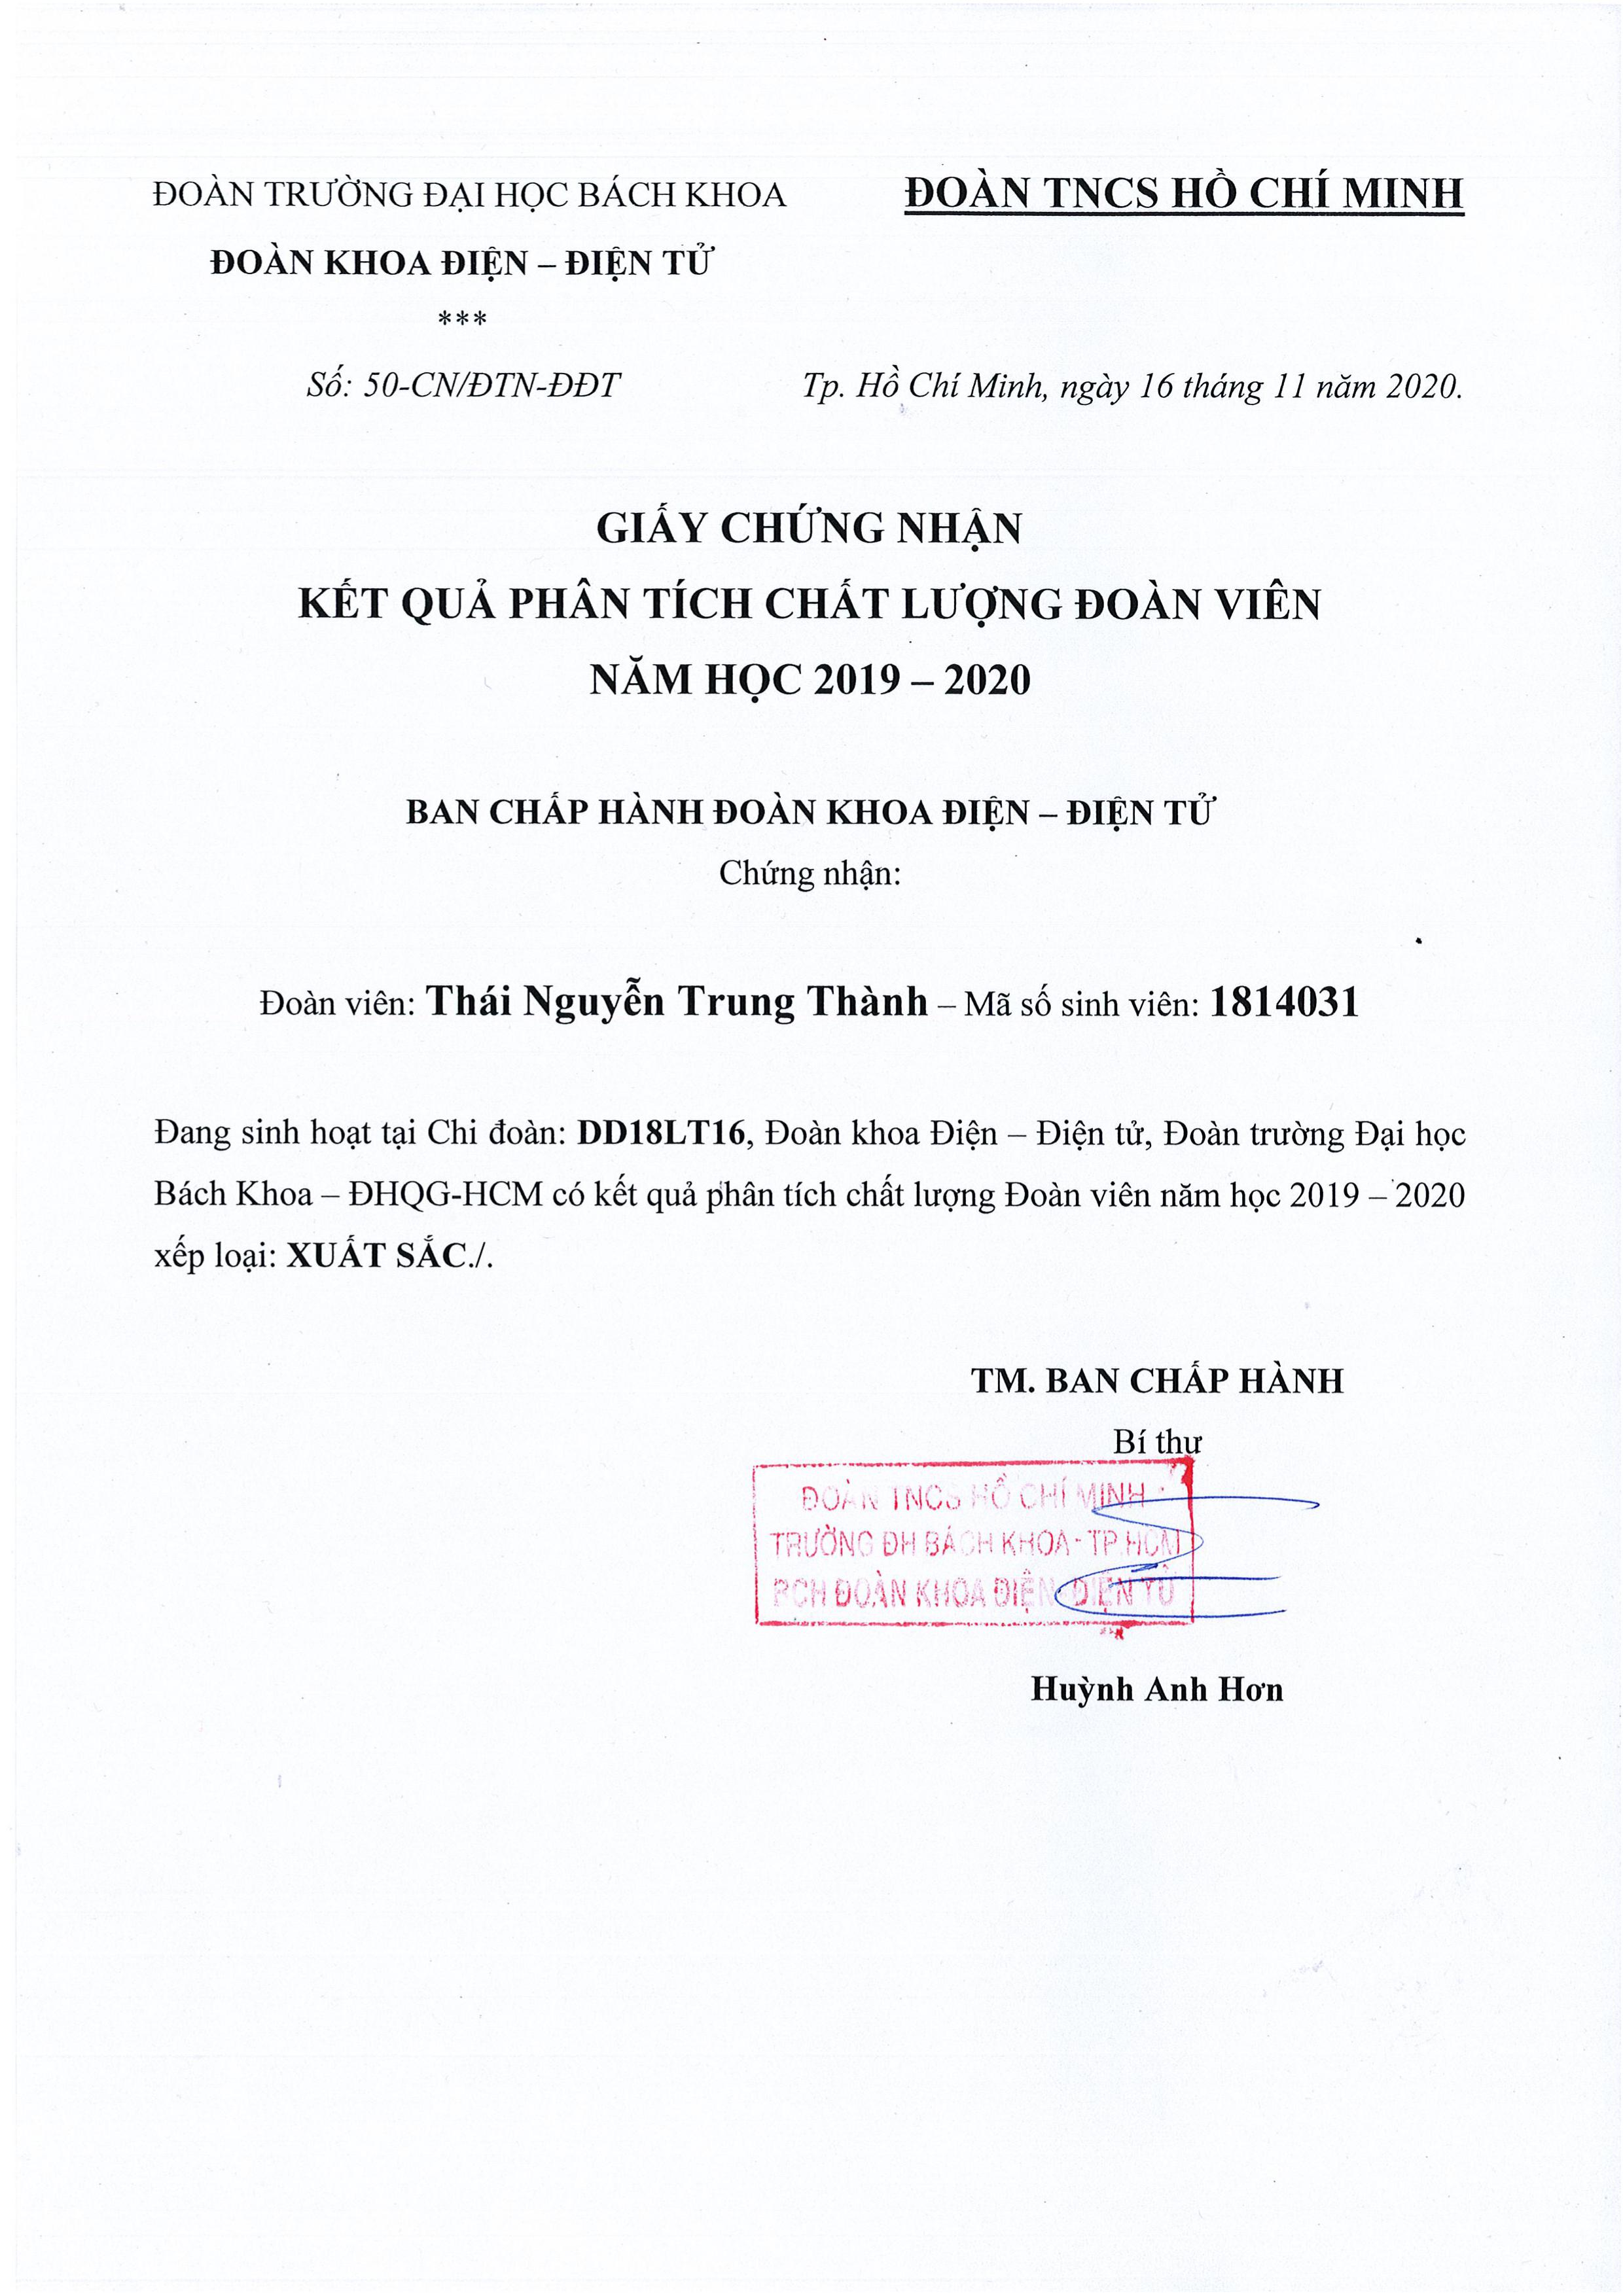 ĐOÀN TRƯỜNG ĐẠI HỌC BÁCH KHOA
ĐOÀN KHOA ĐIỆN – ĐIỆN TỬ
***
Số: 50-CN/ĐTN-ĐĐT
ĐOÀN TNCS HỒ CHÍ MINH
Tp. Hồ Chí Minh, ngày 16 tháng 11 năm 2020.
GIẤY CHỨNG NHẬN
KẾT QUẢ PHÂN TÍCH CHẤT LƯỢNG ĐOÀN VIÊN
NĂM HỌC 2019 – 2020
BAN CHẤP HÀNH ĐOÀN KHOA ĐIỆN – ĐIỆN TỬ
Chứng nhận:
Đoàn viên: Thái Nguyễn Trung Thành – Mã số sinh viên: 1814031
Đang sinh hoạt tại Chi đoàn: DD18LT16, Đoàn khoa Điện – Điện tử, Đoàn trường Đại học
Bách Khoa – ĐHQG-HCM có kết quả phân tích chất lượng Đoàn viên năm học 2019 – 2020
xếp loại: XUẤT SẮC./.
TM. BAN CHẤP HÀNH
Bí thư
ĐOÀN TNCS HỒ CHÍ MINH
TRƯỜNG ĐH BÁCH KHOA - TP.HCM
BCH ĐOÀN KHOA ĐIỆN - ĐIỆN TỬ
Huỳnh Anh Hơn